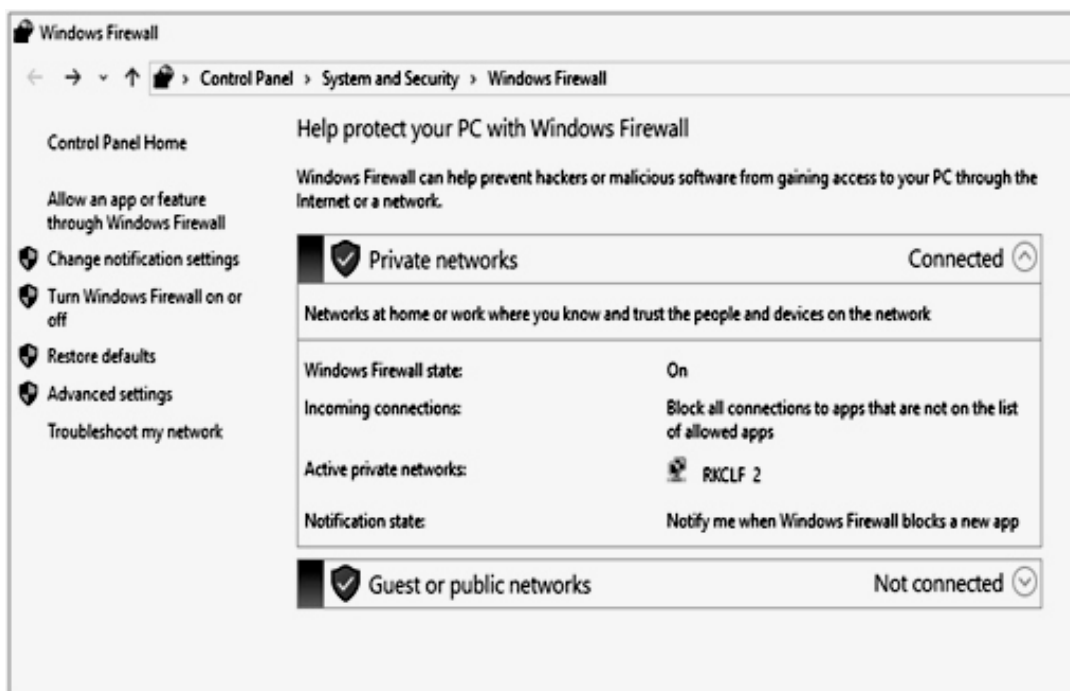 Windows Firewall
Control Panel > System and Security > Windows Firewall
Control Panel Home
Allow an app or feature
through Windows Firewall
Change notification settings
Turn Windows Firewall on or
off
Restore defaults
Advanced settings
Troubleshoot my network
Help protect your PC with Windows Firewall
Windows Firewall can help prevent hackers or malicious software from gaining access to your PC through the
Internet or a network.
Private networks Connected
Networks at home or work where you know and trust the people and devices on the network
Windows Firewall state: On
Incoming connections: Block all connections to apps that are not on the list
of allowed apps
Active private networks: RKCLF 2
Notification state: Notify me when Windows Firewall blocks a new app
Guest or public networks Not connected